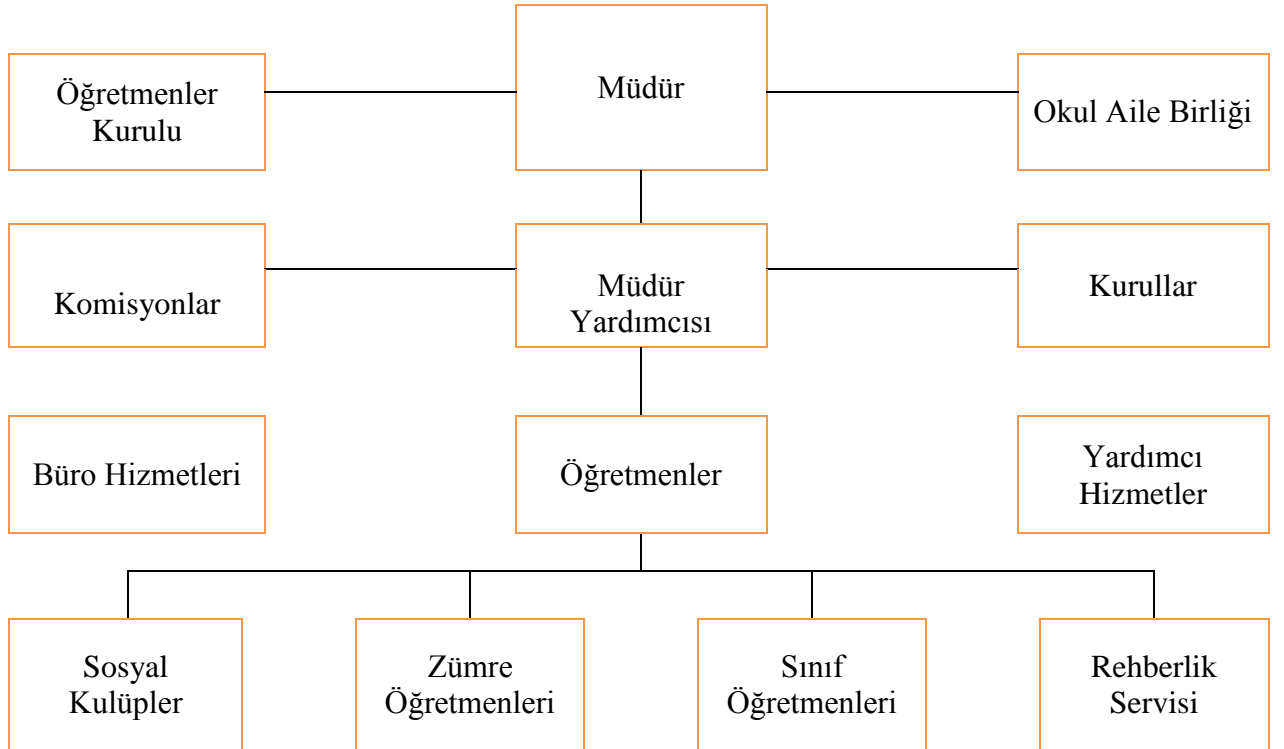 Öğretmenler
Kurulu
Müdür
Okul Aile Birliği
Komisyonlar
Müdür
Yardımcısı
Kurullar
Büro Hizmetleri
Öğretmenler
Yardımcı
Hizmetler
Sosyal
Kulüpler
Zümre
Öğretmenleri
Sınıf
Öğretmenleri
Rehberlik
Servisi